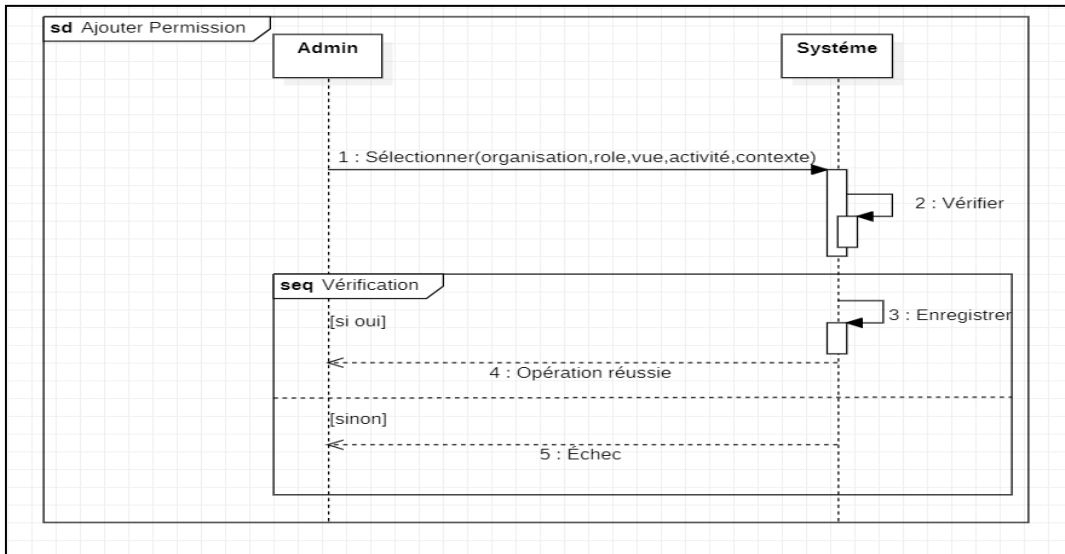 sd Ajouter Permission
Admin
Systéme
1 : Sélectionner(organisation,role,vue,activité,contexte)
2 : Vérifier
seq Vérification
3 : Enregistrer
[si oui]
4 : Opération réussie
[sinon]
5 : Échec